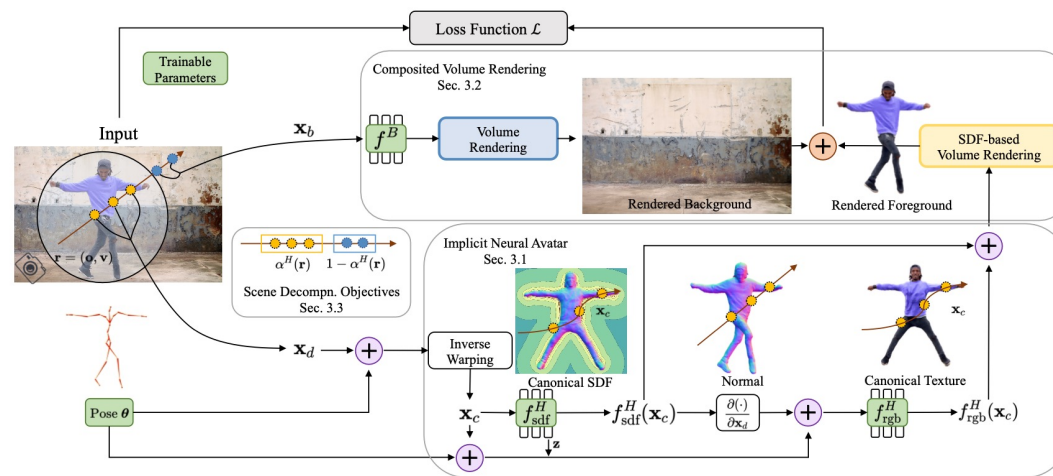 Loss Function ℒ
Trainable
Parameters
Composited Volume Rendering
Sec. 3.2
Input
x_b
f^B
Volume
Rendering
SDF-based
Volume Rendering
Rendered Background
Rendered Foreground
r = (o, v)
α^H(r)
1 − α^H(r)
Scene Decompn. Objectives
Sec. 3.3
Implicit Neural Avatar
Sec. 3.1
x_c
x_c
x_d
Inverse
Warping
Canonical SDF
Normal
Canonical Texture
Pose θ
x_c
f^H_sdf
f^H_sdf(x_c)
∂(·)
∂x_d
f^H_rgb
f^H_rgb(x_c)
z